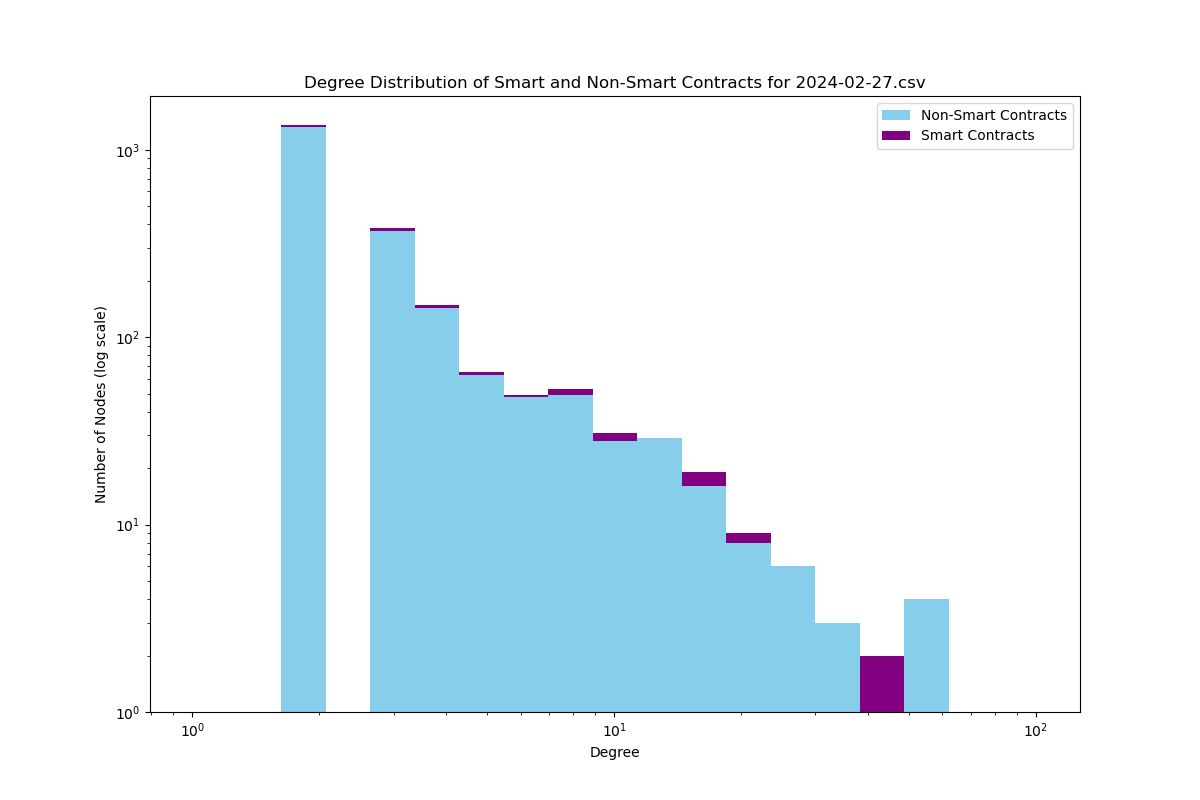 Degree Distribution of Smart and Non-Smart Contracts for 2024-02-27.csv
Non-Smart Contracts
Smart Contracts
Number of Nodes (log scale)
10³
10²
10¹
10⁰
10⁰ 10¹ 10²
Degree